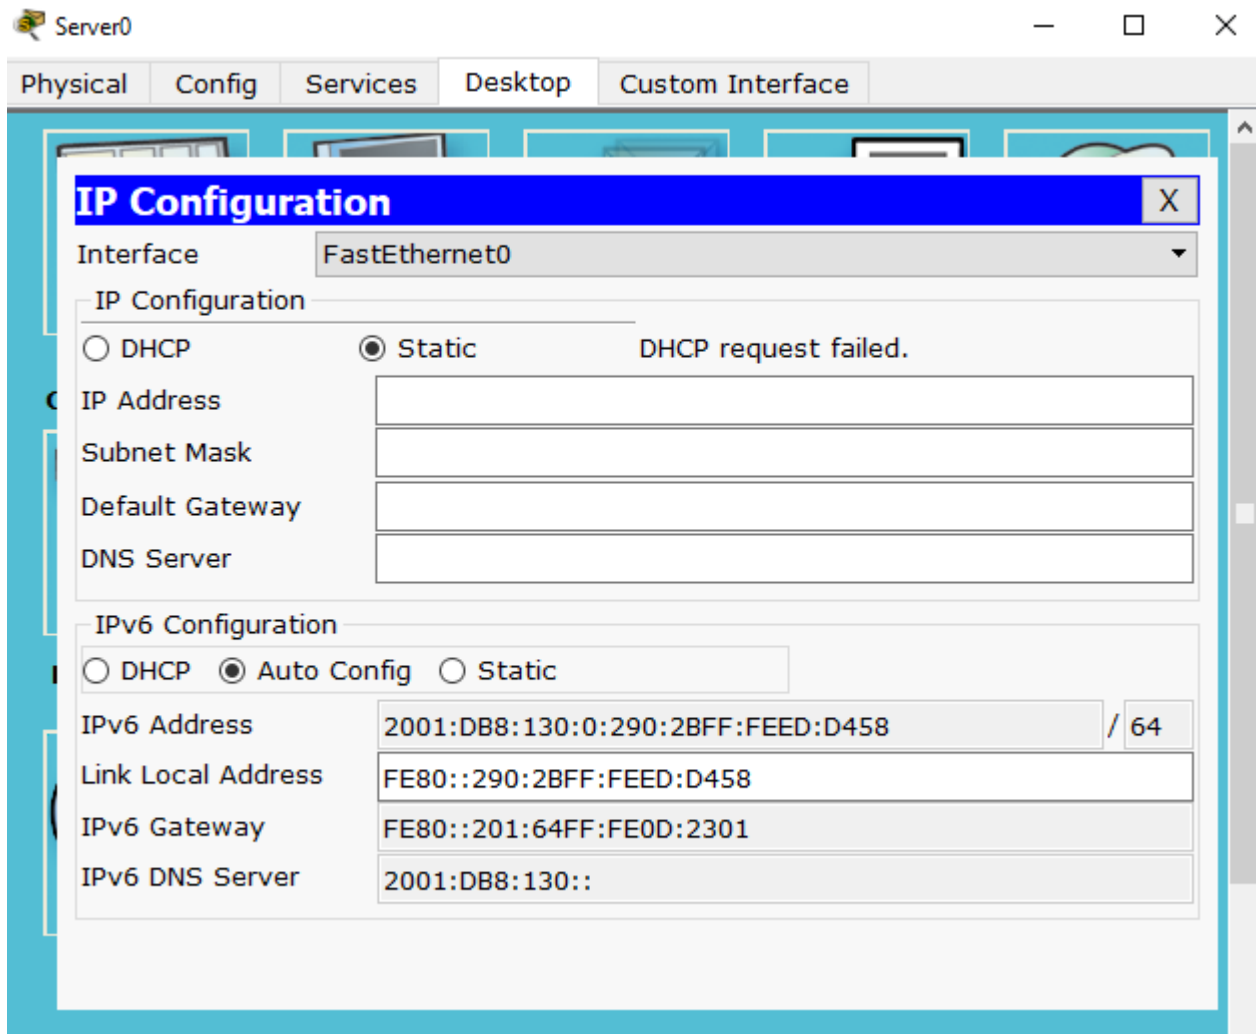 Server0
Physical Config Services Desktop Custom Interface
IP Configuration X
Interface FastEthernet0
IP Configuration
DHCP Static DHCP request failed.
IP Address
Subnet Mask
Default Gateway
DNS Server
IPv6 Configuration
DHCP Auto Config Static
IPv6 Address 2001:DB8:130:0:290:2BFF:FEED:D458 / 64
Link Local Address FE80::290:2BFF:FEED:D458
IPv6 Gateway FE80::201:64FF:FE0D:2301
IPv6 DNS Server 2001:DB8:130::